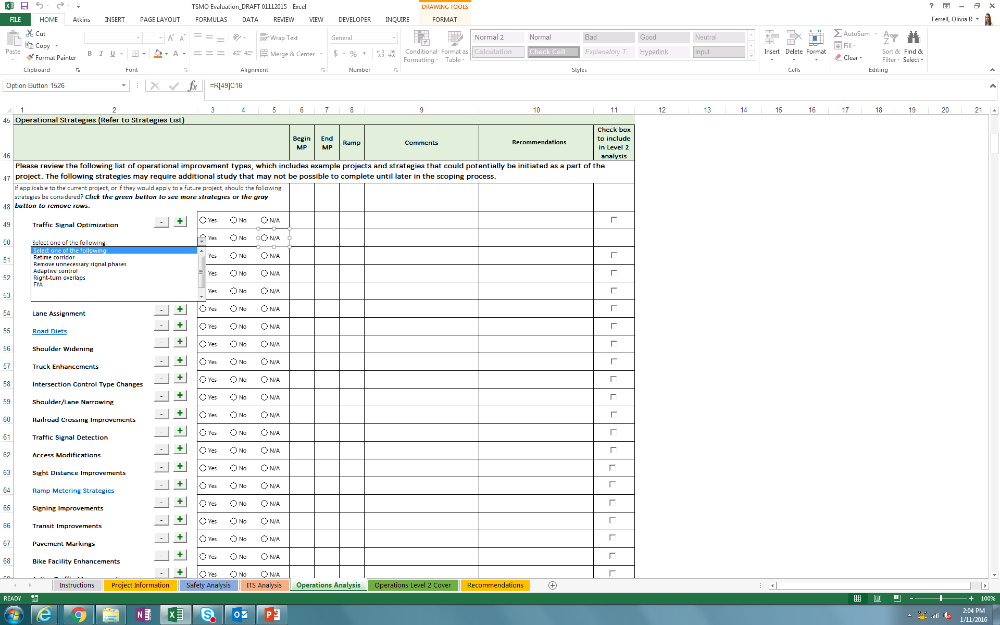 TSMO Evaluation_DRAFT 01112015 - Excel
DRAWING TOOLS
?
FILE HOME Atkins INSERT PAGE LAYOUT FORMULAS DATA REVIEW VIEW DEVELOPER INQUIRE FORMAT
Ferrell, Olivia R
Paste
Cut
Copy
Format Painter
Clipboard
B I U
A
Font
Wrap Text
Merge & Center
Alignment
General
$ % ,
Number
Conditional Formatting
Format as Table
Normal 2 Normal Bad Good Neutral
Calculation Check Cell Explanatory T... Hyperlink Input
Styles
Insert Delete Format
Cells
AutoSum
Fill
Clear
Sort & Filter
Find & Select
Editing
Option Button 1526
fx
=R[49]C16
1 2 3 4 5 6 7 8 9 10 11 12 13 14 15 16 17 18 19 20 21
45 Operational Strategies (Refer to Strategies List)
46 Begin MP End MP Ramp Comments Recommendations Check box to include in Level 2 analysis
47 Please review the following list of operational improvement types, which includes example projects and strategies that could potentially be initiated as a part of the
project. The following strategies may require additional study that may not be possible to complete until later in the scoping process.
If applicable to the current project, or if they would apply to a future project, should the following
strategies be considered? Click the green button to see more strategies or the gray
48 button to remove rows.
49 Traffic Signal Optimization - + Yes No N/A
50 Select one of the following: Yes No N/A
Select one of the following:
Retime corridor
51 Yes No N/A
Remove unnecessary signal phases
Adaptive control
52 Yes No N/A
Right-turn overlaps
FYA
53 Yes No N/A
54 Lane Assignment - + Yes No N/A
55 Road Diets - + Yes No N/A
56 Shoulder Widening - + Yes No N/A
57 Truck Enhancements - + Yes No N/A
58 Intersection Control Type Changes - + Yes No N/A
59 Shoulder/Lane Narrowing - + Yes No N/A
60 Railroad Crossing Improvements - + Yes No N/A
61 Traffic Signal Detection - + Yes No N/A
62 Access Modifications - + Yes No N/A
63 Sight Distance Improvements - + Yes No N/A
64 Ramp Metering Strategies - + Yes No N/A
65 Signing Improvements - + Yes No N/A
66 Transit Improvements - + Yes No N/A
67 Pavement Markings - + Yes No N/A
68 Bike Facility Enhancements - + Yes No N/A
- + Yes No N/A
Instructions Project Information Safety Analysis ITS Analysis Operations Analysis Operations Level 2 Cover Recommendations
READY
100%
2:04 PM
1/11/2016